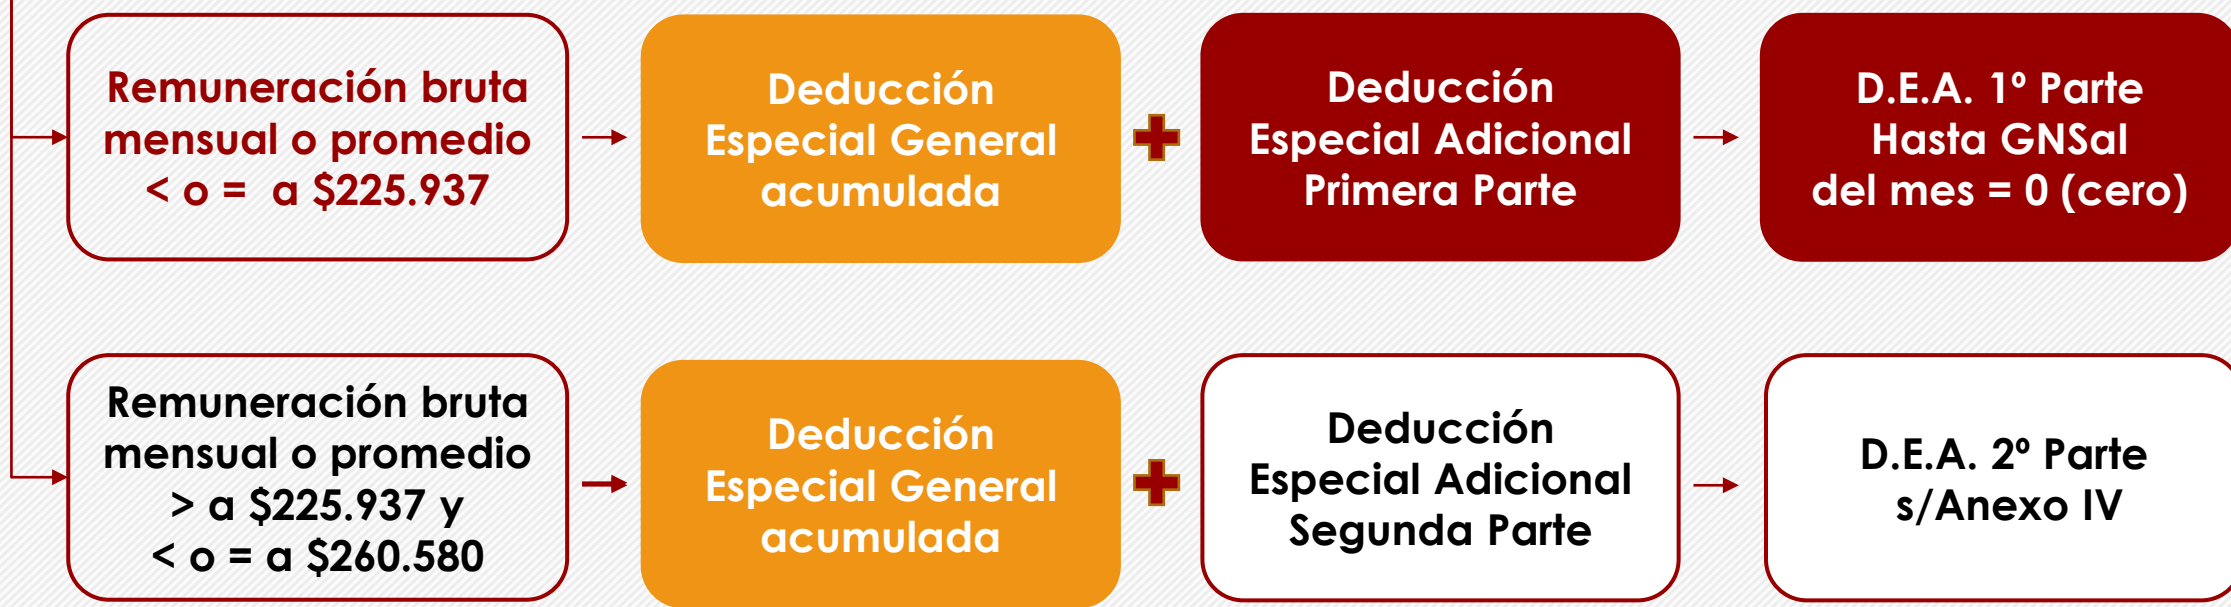 Remuneración bruta
mensual o promedio
< o =  a $225.937
Deducción
Especial General
acumulada
Deducción
Especial Adicional
Primera Parte
D.E.A. 1º Parte
Hasta GNSal
del mes = 0 (cero)
Remuneración bruta
mensual o promedio
> a $225.937 y
< o = a $260.580
Deducción
Especial General
acumulada
Deducción
Especial Adicional
Segunda Parte
D.E.A. 2º Parte
s/Anexo IV